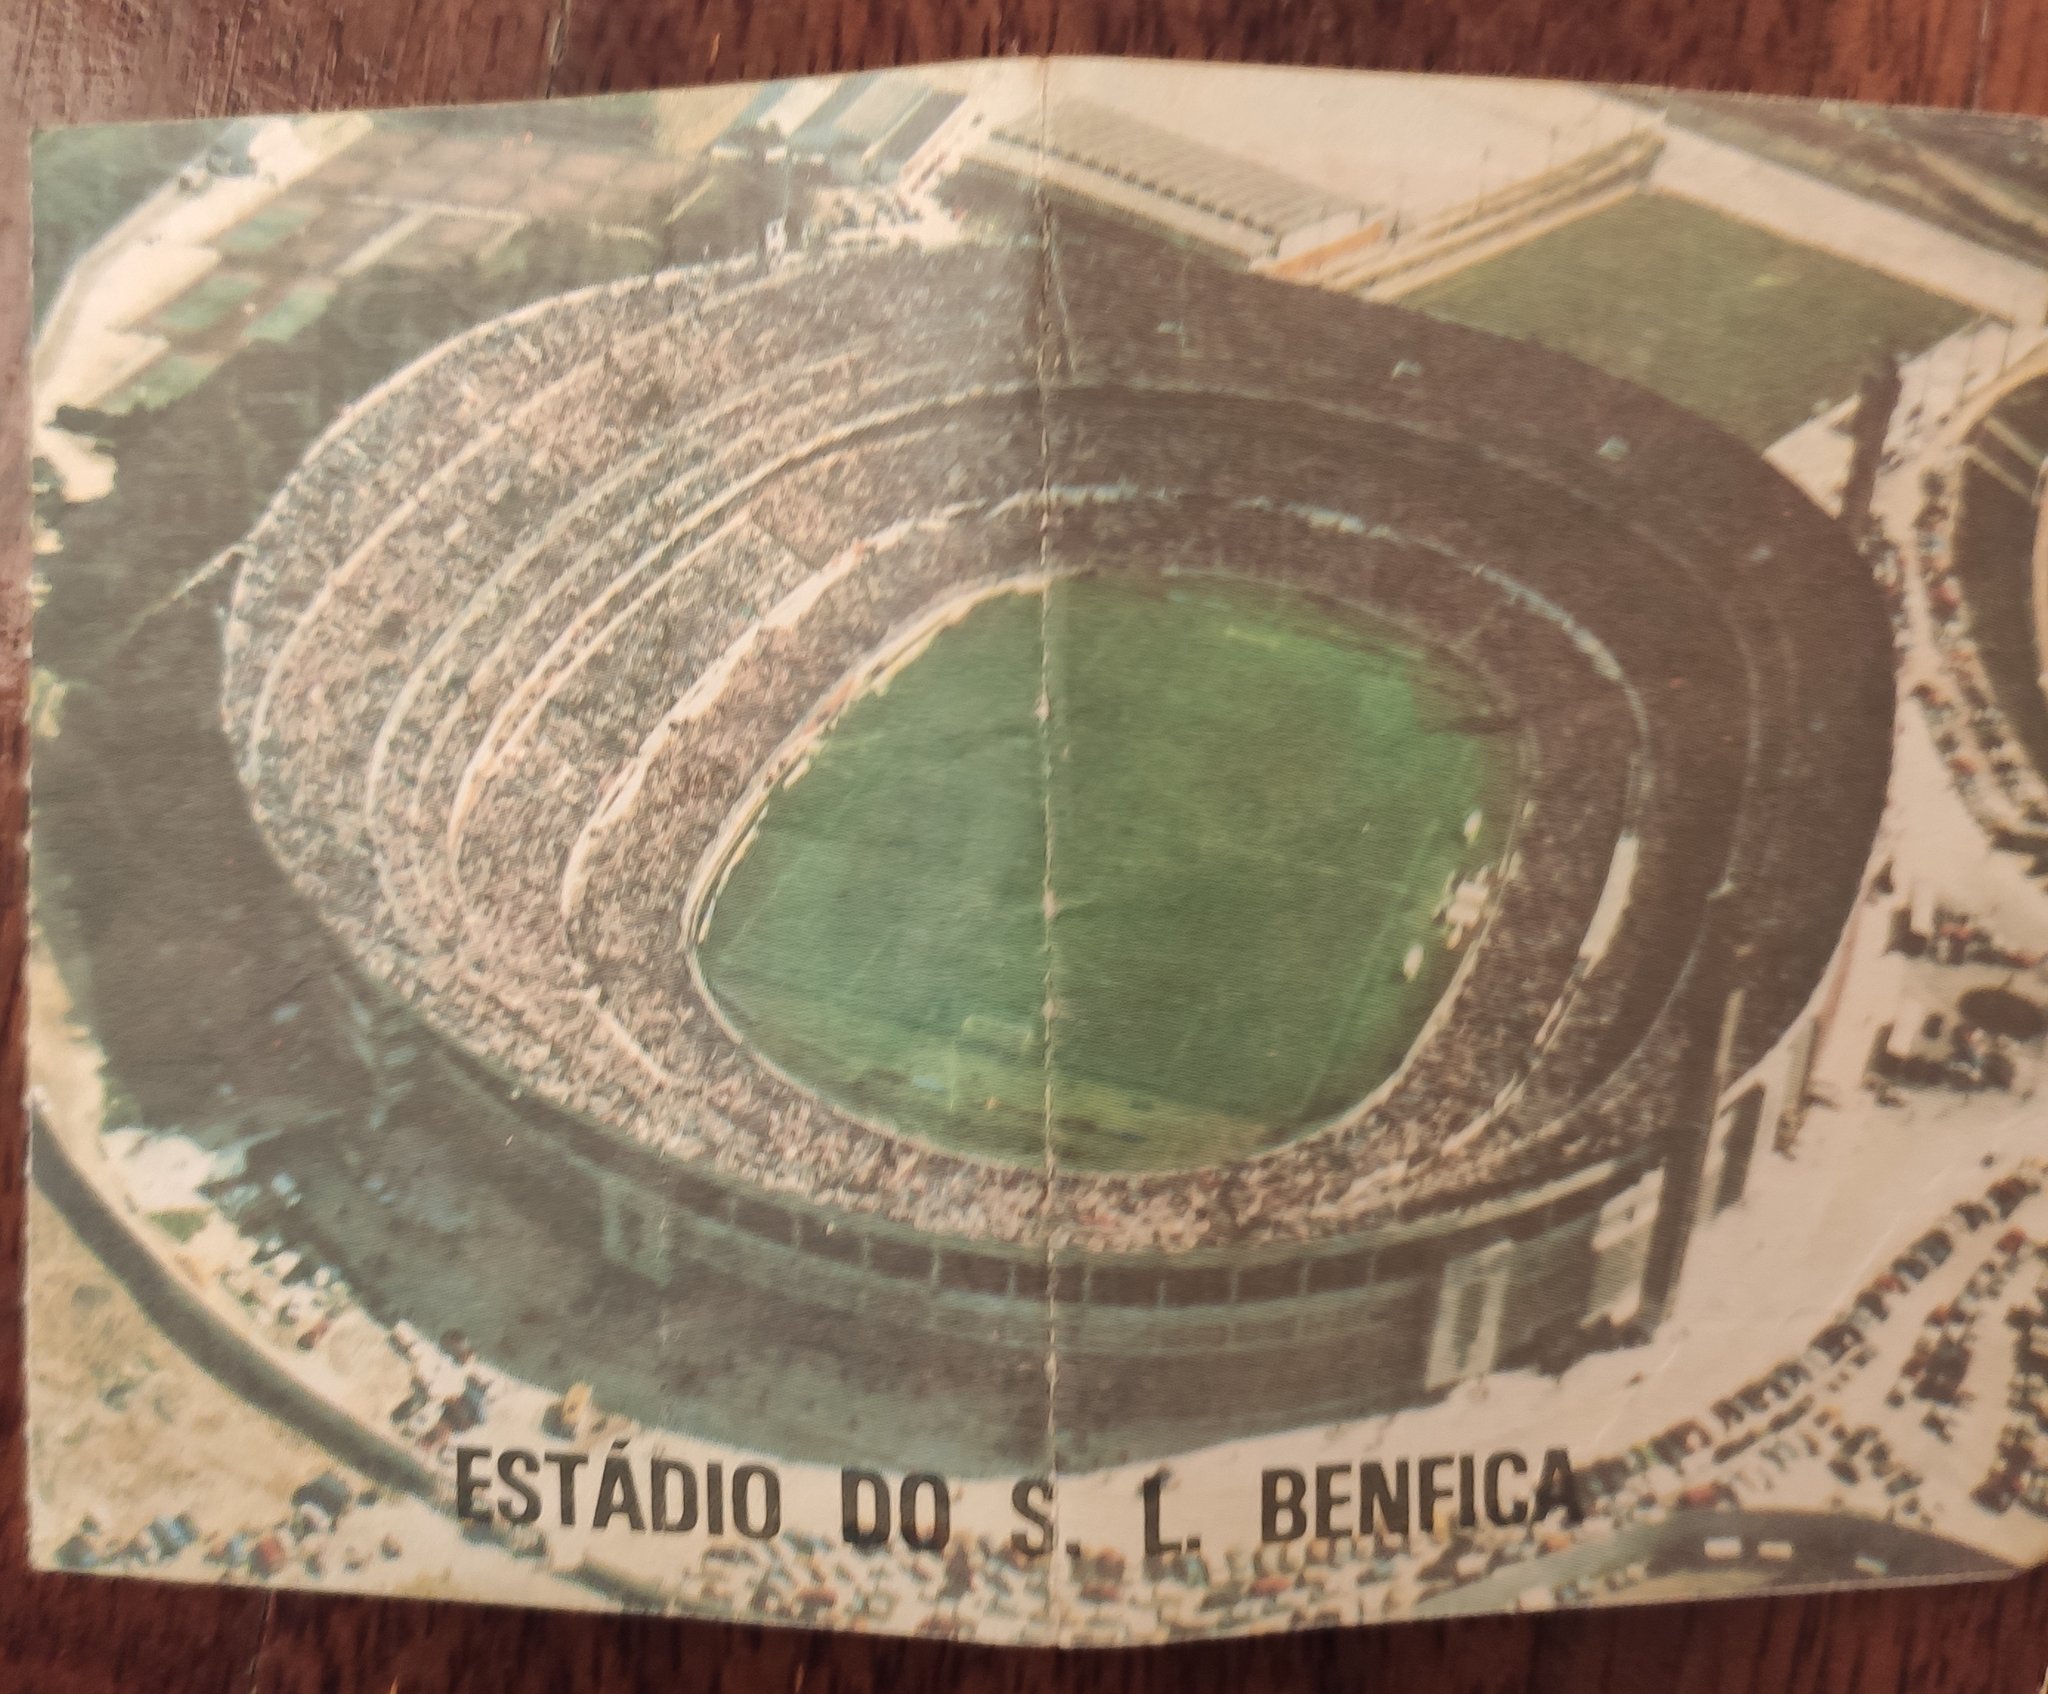 ESTÁDIO DO S. L. BENFICA